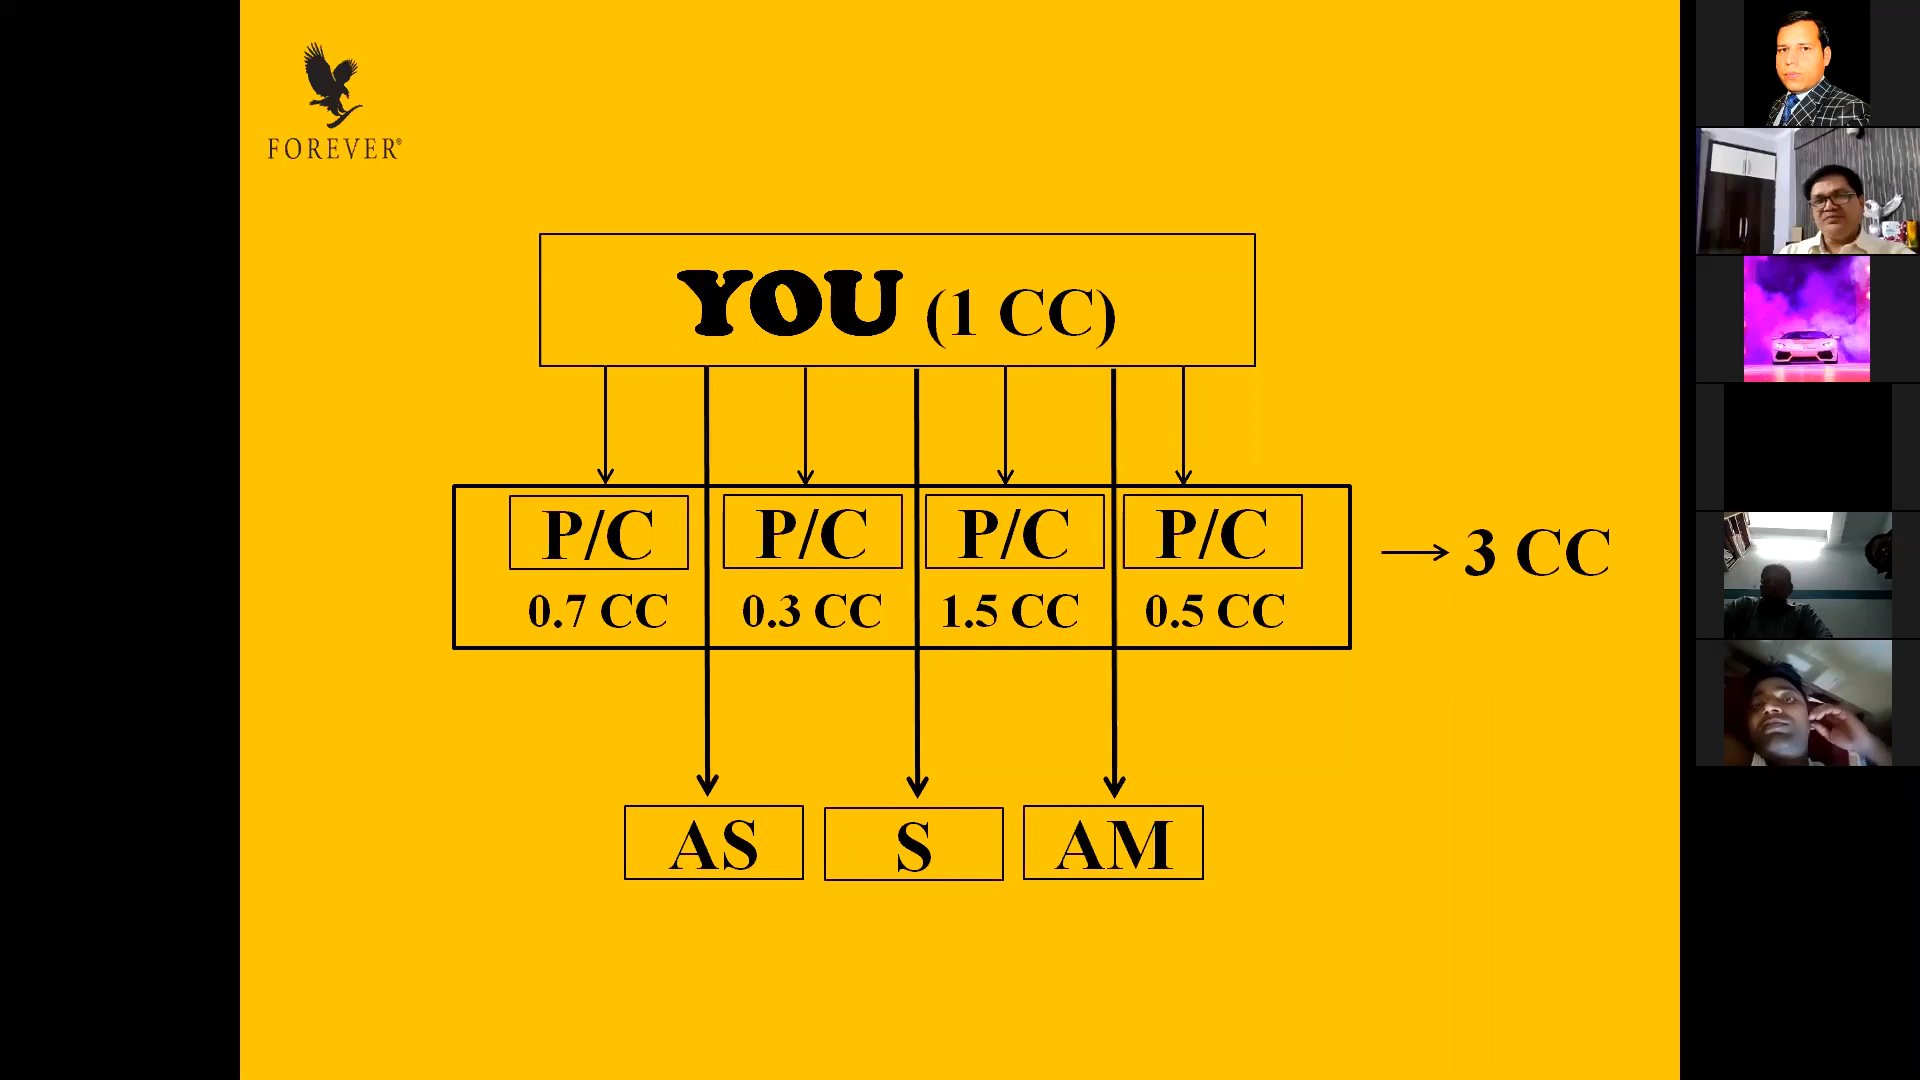 FOREVER®
YOU (1 CC)
P/C P/C P/C P/C
0.7 CC 0.3 CC 1.5 CC 0.5 CC
3 CC
AS S AM